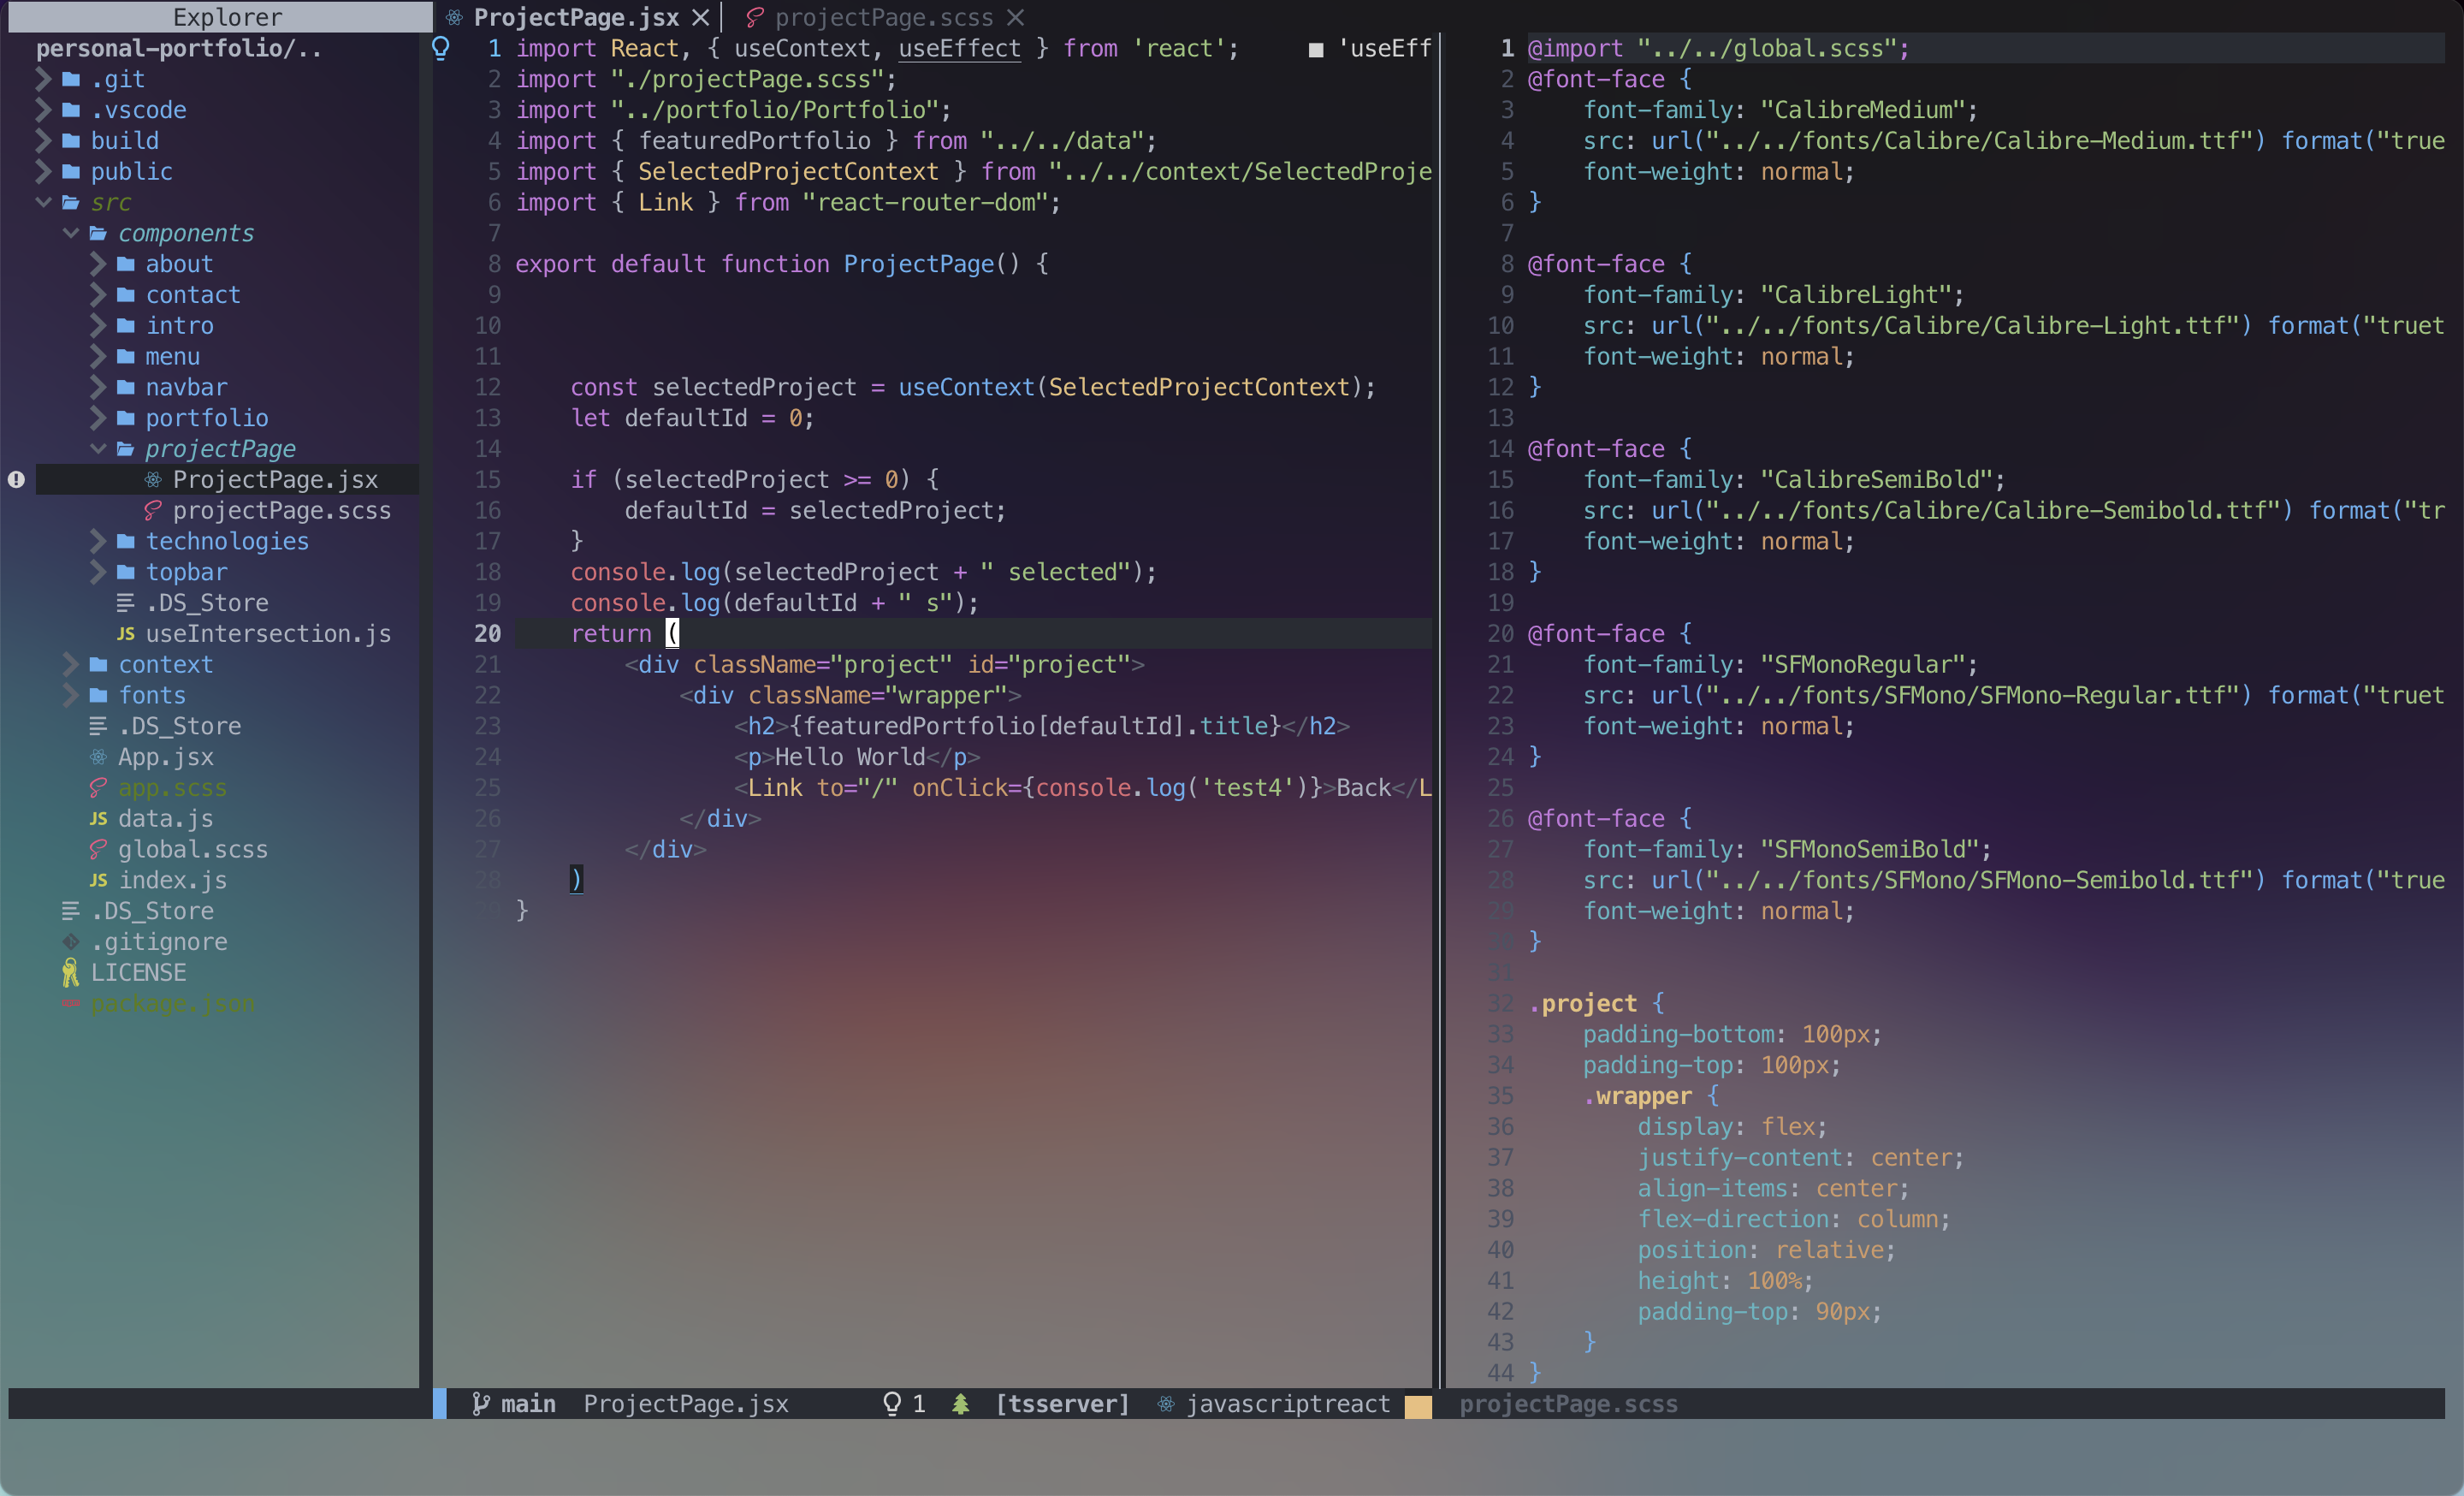 Explorer
personal-portfolio/..
.git
.vscode
build
public
src
components
about
contact
intro
menu
navbar
portfolio
projectPage
ProjectPage.jsx
projectPage.scss
technologies
topbar
.DS_Store
JS useIntersection.js
context
fonts
.DS_Store
App.jsx
app.scss
JS data.js
global.scss
JS index.js
.DS_Store
.gitignore
LICENSE
package.json
ProjectPage.jsx projectPage.scss
1 import React, { useContext, useEffect } from 'react'; ■ 'useEff
2 import "./projectPage.scss";
3 import "../portfolio/Portfolio";
4 import { featuredPortfolio } from "../../data";
5 import { SelectedProjectContext } from "../../context/SelectedProje
6 import { Link } from "react-router-dom";
7
8 export default function ProjectPage() {
9
10
11
12     const selectedProject = useContext(SelectedProjectContext);
13     let defaultId = 0;
14
15     if (selectedProject >= 0) {
16         defaultId = selectedProject;
17     }
18     console.log(selectedProject + " selected");
19     console.log(defaultId + " s");
20     return (
21         <div className="project" id="project">
22             <div className="wrapper">
23                 <h2>{featuredPortfolio[defaultId].title}</h2>
24                 <p>Hello World</p>
25                 <Link to="/" onClick={console.log('test4')}>Back</L
26             </div>
27         </div>
28     )
}
1 @import "../../global.scss";
2 @font-face {
3     font-family: "CalibreMedium";
4     src: url("../../fonts/Calibre/Calibre-Medium.ttf") format("true
5     font-weight: normal;
6 }
7
8 @font-face {
9     font-family: "CalibreLight";
10     src: url("../../fonts/Calibre/Calibre-Light.ttf") format("truet
11     font-weight: normal;
12 }
13
14 @font-face {
15     font-family: "CalibreSemiBold";
16     src: url("../../fonts/Calibre/Calibre-Semibold.ttf") format("tr
17     font-weight: normal;
18 }
19
20 @font-face {
21     font-family: "SFMonoRegular";
22     src: url("../../fonts/SFMono/SFMono-Regular.ttf") format("truet
23     font-weight: normal;
24 }
25
26 @font-face {
27     font-family: "SFMonoSemiBold";
28     src: url("../../fonts/SFMono/SFMono-Semibold.ttf") format("true
29     font-weight: normal;
30 }
31
32 .project {
33     padding-bottom: 100px;
34     padding-top: 100px;
35     .wrapper {
36         display: flex;
37         justify-content: center;
38         align-items: center;
39         flex-direction: column;
40         position: relative;
41         height: 100%;
42         padding-top: 90px;
43     }
44 }
main ProjectPage.jsx 1 [tsserver] javascriptreact
projectPage.scss